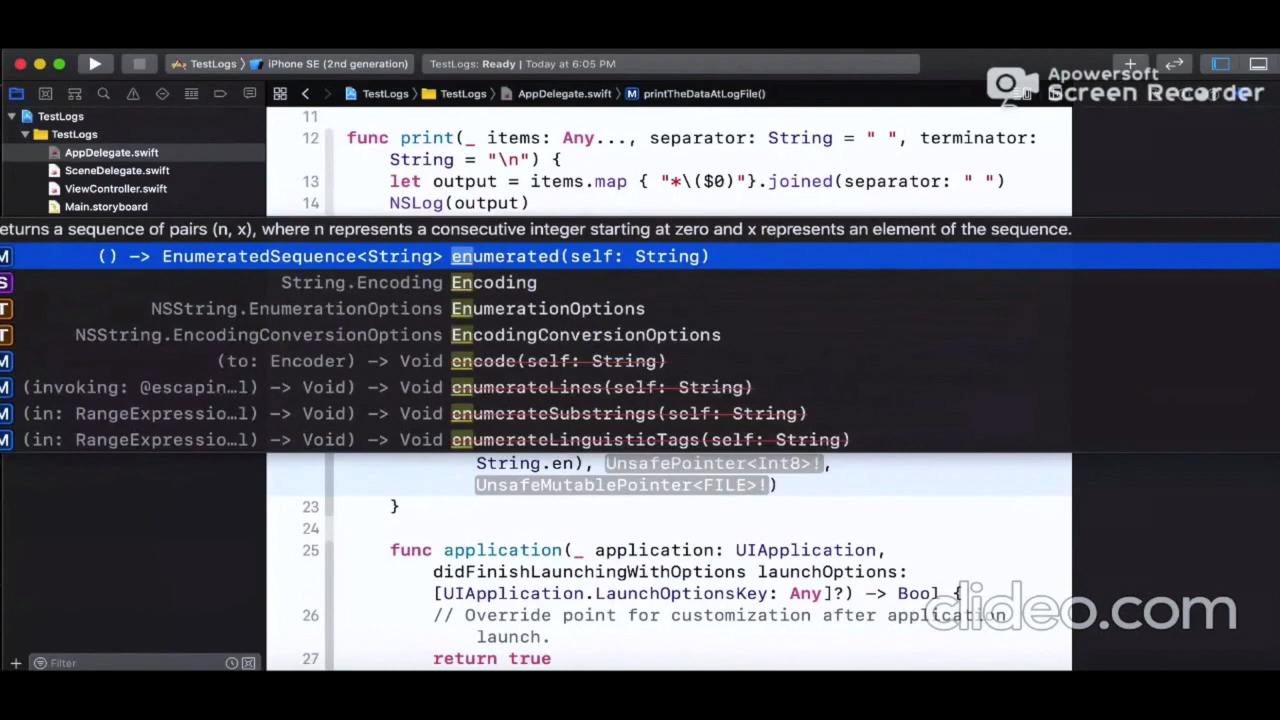 Apowersoft
Screen Recorder
TestLogs
iPhone SE (2nd generation)
TestLogs: Ready | Today at 6:05 PM
TestLogs
TestLogs
AppDelegate.swift
printTheDataAtLogFile()
TestLogs
TestLogs
AppDelegate.swift
SceneDelegate.swift
ViewController.swift
Main.storyboard
11
12 func print(_ items: Any..., separator: String = " ", terminator:
String = "\n") {
13 let output = items.map { "*\($0)"}.joined(separator: " ")
14 NSLog(output)
eturns a sequence of pairs (n, x), where n represents a consecutive integer starting at zero and x represents an element of the sequence.
M () -> EnumeratedSequence<String> enumerated(self: String)
S String.Encoding Encoding
T NSString.EnumerationOptions EnumerationOptions
T NSString.EncodingConversionOptions EncodingConversionOptions
M (to: Encoder) -> Void encode(self: String)
M (invoking: @escapin…l) -> Void) -> Void enumerateLines(self: String)
M (in: RangeExpressio…l) -> Void) -> Void enumerateSubstrings(self: String)
M (in: RangeExpressio…l) -> Void) -> Void enumerateLinguisticTags(self: String)
String.en), UnsafePointer<Int8>!,
UnsafeMutablePointer<FILE>!)
23 }
24
25 func application(_ application: UIApplication,
didFinishLaunchingWithOptions launchOptions:
[UIApplication.LaunchOptionsKey: Any]?) -> Bool {
26 // Override point for customization after application
launch.
27 return true
Filter
clideo.com